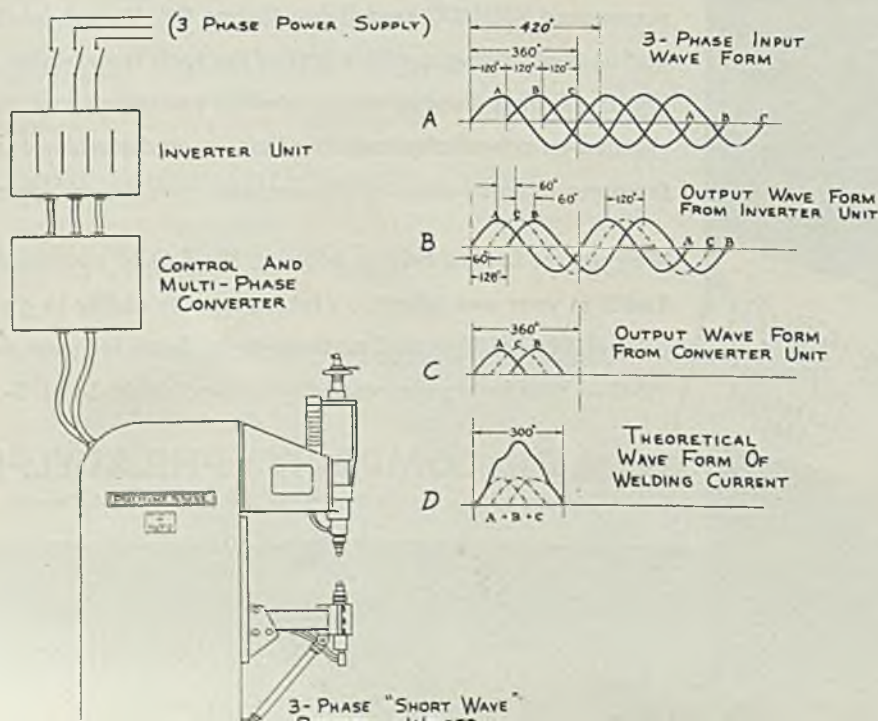 (3 PHASE POWER SUPPLY)
INVERTER UNIT
CONTROL AND
MULTI-PHASE
CONVERTER
420°
360°
120° 120° 120°
A B C
A
A B C
3-PHASE INPUT
WAVE FORM
60°
60°
120°
A C B
B
A C B
60°
120°
OUTPUT WAVE FORM
FROM INVERTER UNIT
360°
A C B
C
OUTPUT WAVE FORM
FROM CONVERTER UNIT
300°
D
A + B + C
THEORETICAL
WAVE FORM OF
WELDING CURRENT
3-PHASE "SHORT WAVE"